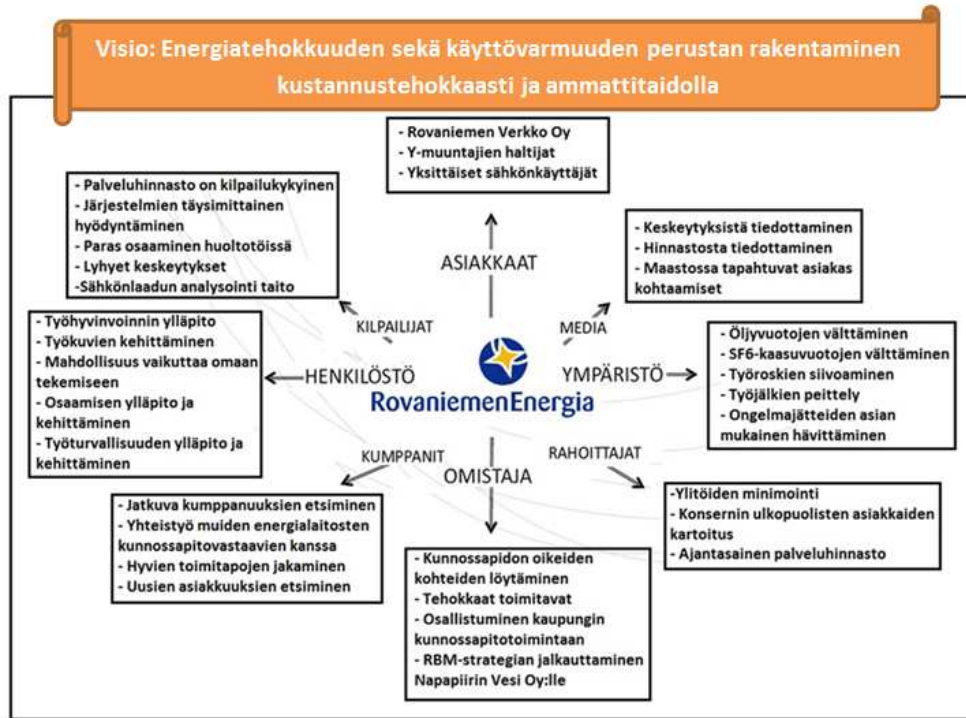 Visio: Energiatehokkuuden sekä käyttövarmuuden perustan rakentaminen
kustannustehokkaasti ja ammattitaidolla
- Rovaniemen Verkko Oy
- Y-muuntajien haltijat
- Yksittäiset sähkönkäyttäjät
ASIAKKAAT
- Palveluhinnasto on kilpailukykyinen
- Järjestelmien täysimittainen
hyödyntäminen
- Paras osaaminen huoltotöissä
- Lyhyet keskeytykset
-Sähkönlaadun analysointi taito
KILPAILIJAT
- Keskeytyksistä tiedottaminen
- Hinnastosta tiedottaminen
- Maastossa tapahtuvat asiakas
kohtaamiset
MEDIA
- Työhyvinvoinnin ylläpito
- Työkuvien kehittäminen
- Mahdollisuus vaikuttaa omaan
tekemiseen
- Osaamisen ylläpito ja
kehittäminen
- Työturvallisuuden ylläpito ja
kehittäminen
HENKILÖSTÖ
RovaniemenEnergia
YMPÄRISTÖ
- Öljyvuotojen välttäminen
- SF6-kaasuvuotojen välttäminen
- Työroskien siivoaminen
- Työjälkien peittely
- Ongelmajätteiden asian
mukainen hävittäminen
KUMPPANIT
- Jatkuva kumppanuuksien etsiminen
- Yhteistyö muiden energialaitosten
kunnossapitovastaavien kanssa
- Hyvien toimitapojen jakaminen
- Uusien asiakkuuksien etsiminen
OMISTAJA
- Kunnossapidon oikeiden
kohteiden löytäminen
- Tehokkaat toimitavat
- Osallistuminen kaupungin
kunnossapitotoimintaan
- RBM-strategian jalkauttaminen
Napapiirin Vesi Oy:lle
RAHOITTAJAT
-Ylitöiden minimointi
- Konsernin ulkopuolisten asiakkaiden
kartoitus
- Ajantasainen palveluhinnasto